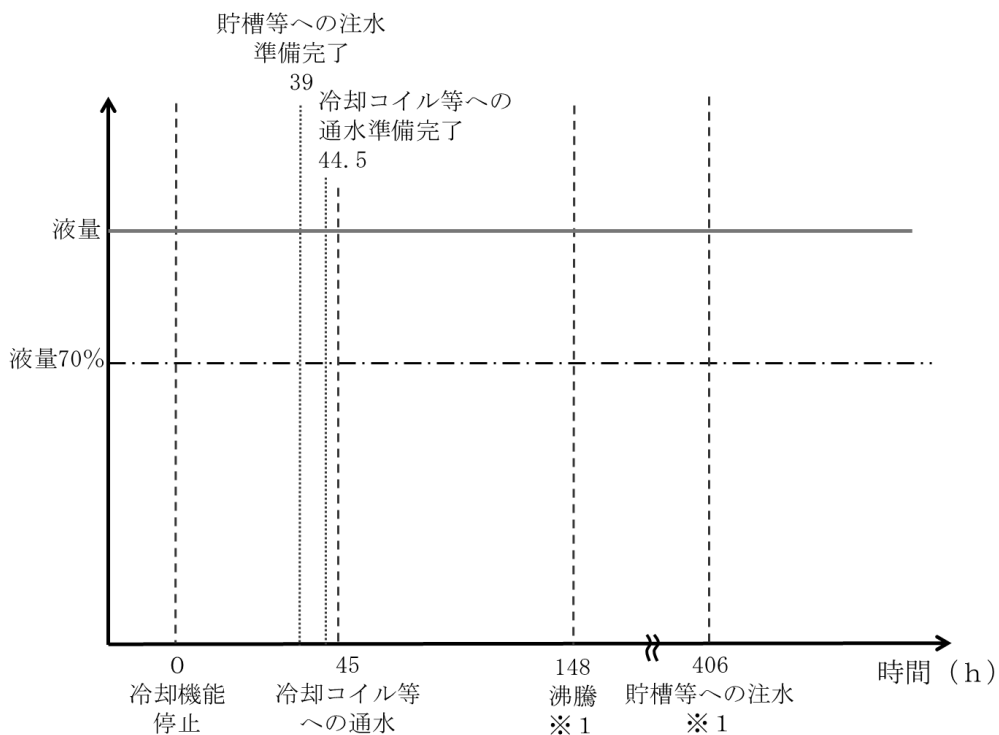 貯槽等への注水
準備完了
39
冷却コイル等への
通水準備完了
44.5
液量
液量70%
0
冷却機能
停止
45
冷却コイル等
への通水
148
沸騰
※1
406
貯槽等への注水
※1
時間(h)